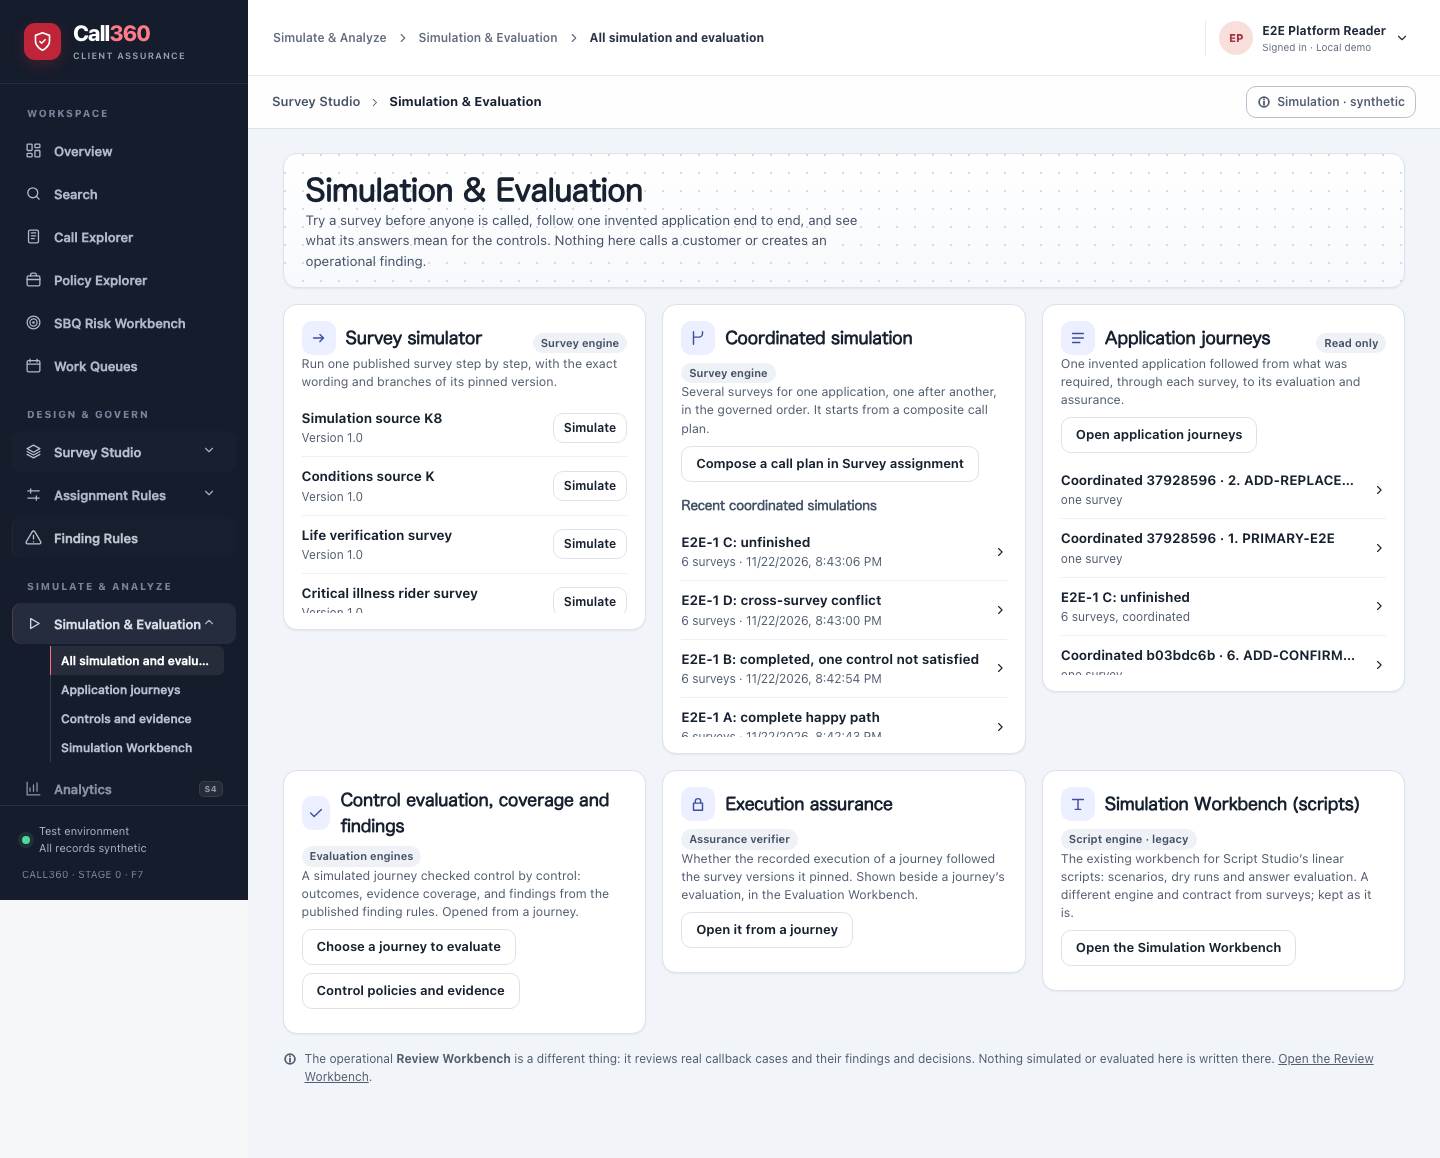 Call360
CLIENT ASSURANCE
WORKSPACE
Overview
Search
Call Explorer
Policy Explorer
SBQ Risk Workbench
Work Queues
DESIGN & GOVERN
Survey Studio
Assignment Rules
Finding Rules
SIMULATE & ANALYZE
Simulation & Evaluation
All simulation and evalu...
Application journeys
Controls and evidence
Simulation Workbench
Analytics S4
Test environment
All records synthetic
CALL360 · STAGE 0 · F7
Simulate & Analyze > Simulation & Evaluation > All simulation and evaluation
EP
E2E Platform Reader
Signed in · Local demo
Survey Studio > Simulation & Evaluation
Simulation · synthetic
Simulation & Evaluation
Try a survey before anyone is called, follow one invented application end to end, and see
what its answers mean for the controls. Nothing here calls a customer or creates an
operational finding.
Survey simulator
Survey engine
Run one published survey step by step, with the exact
wording and branches of its pinned version.
Simulation source K8
Version 1.0
Simulate
Conditions source K
Version 1.0
Simulate
Life verification survey
Version 1.0
Simulate
Critical illness rider survey
Version 1.0
Simulate
Coordinated simulation
Survey engine
Several surveys for one application, one after another,
in the governed order. It starts from a composite call
plan.
Compose a call plan in Survey assignment
Recent coordinated simulations
E2E-1 C: unfinished
6 surveys · 11/22/2026, 8:43:06 PM
E2E-1 D: cross-survey conflict
6 surveys · 11/22/2026, 8:43:00 PM
E2E-1 B: completed, one control not satisfied
6 surveys · 11/22/2026, 8:42:54 PM
E2E-1 A: complete happy path
6 surveys · 11/22/2026, 8:42:43 PM
Application journeys
Read only
One invented application followed from what was
required, through each survey, to its evaluation and
assurance.
Open application journeys
Coordinated 37928596 · 2. ADD-REPLACE...
one survey
Coordinated 37928596 · 1. PRIMARY-E2E
one survey
E2E-1 C: unfinished
6 surveys, coordinated
Coordinated b03bdc6b · 6. ADD-CONFIRM...
one survey
Control evaluation, coverage and
findings
Evaluation engines
A simulated journey checked control by control:
outcomes, evidence coverage, and findings from the
published finding rules. Opened from a journey.
Choose a journey to evaluate
Control policies and evidence
Execution assurance
Assurance verifier
Whether the recorded execution of a journey followed
the survey versions it pinned. Shown beside a journey's
evaluation, in the Evaluation Workbench.
Open it from a journey
Simulation Workbench (scripts)
Script engine · legacy
The existing workbench for Script Studio's linear
scripts: scenarios, dry runs and answer evaluation. A
different engine and contract from surveys; kept as it
is.
Open the Simulation Workbench
The operational Review Workbench is a different thing: it reviews real callback cases and their findings and decisions. Nothing simulated or evaluated here is written there. Open the Review
Workbench.